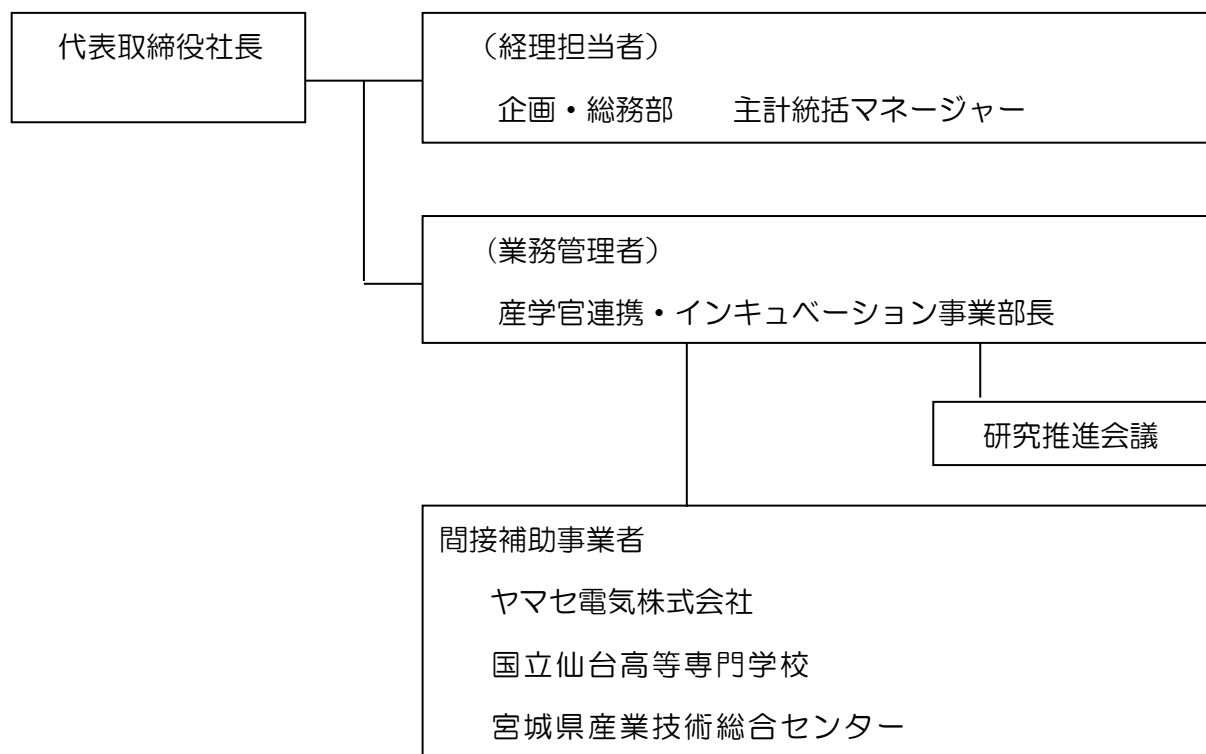 代表取締役社長
（経理担当者）
企画・総務部　　主計統括マネージャー
（業務管理者）
産学官連携・インキュベーション事業部長
研究推進会議
間接補助事業者
ヤマセ電気株式会社
国立仙台高等専門学校
宮城県産業技術総合センター